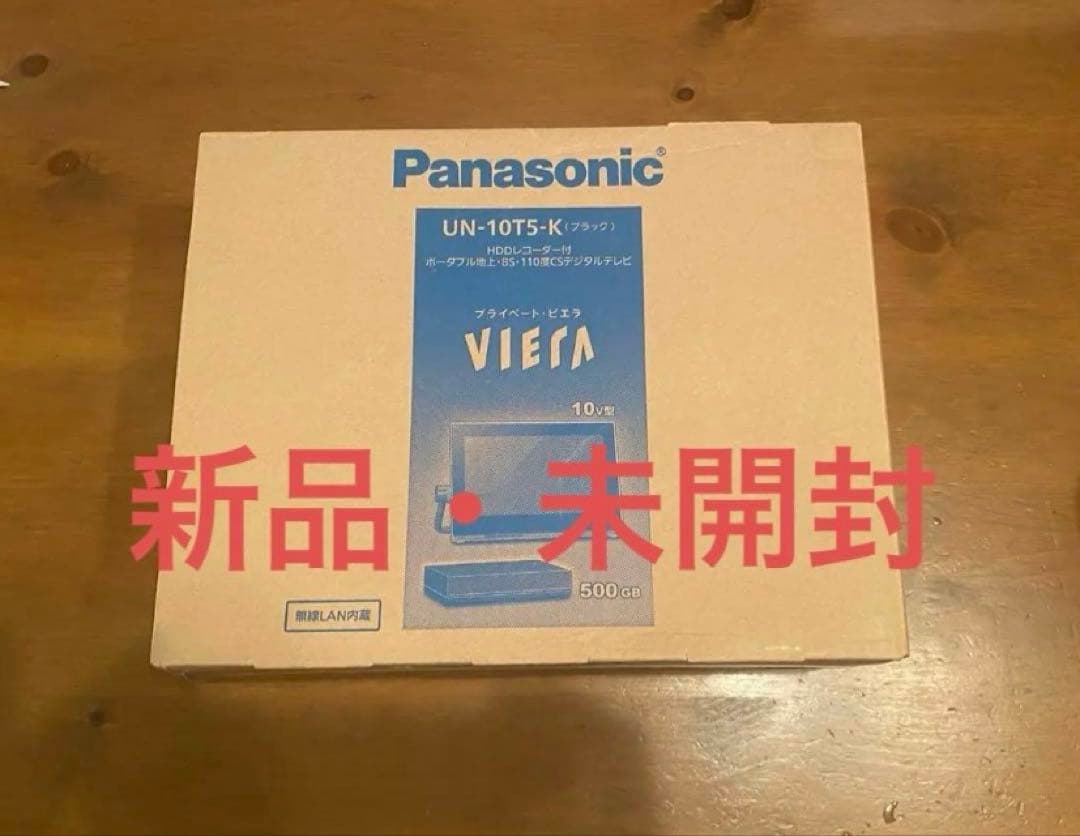 Panasonic®
UN-10T5-K(ブラック)
HDDレコーダー付
ポータブル地上・BS・110度CSデジタルテレビ
プライベート・ビエラ
VIERA
10V型
新品・未開封
500GB
無線LAN内蔵